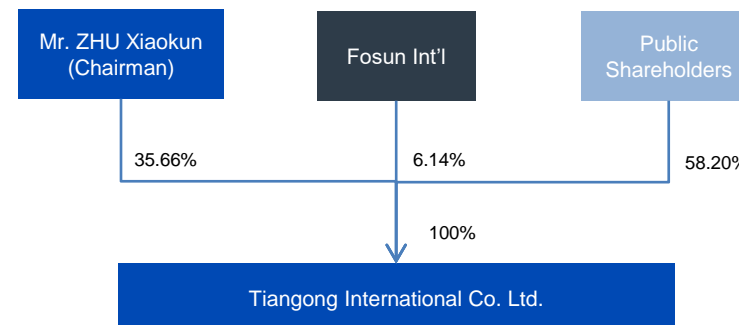 Mr. ZHU Xiaokun
(Chairman)
Fosun Int’l
Public
Shareholders
35.66%
6.14%
58.20%
100%
Tiangong International Co. Ltd.